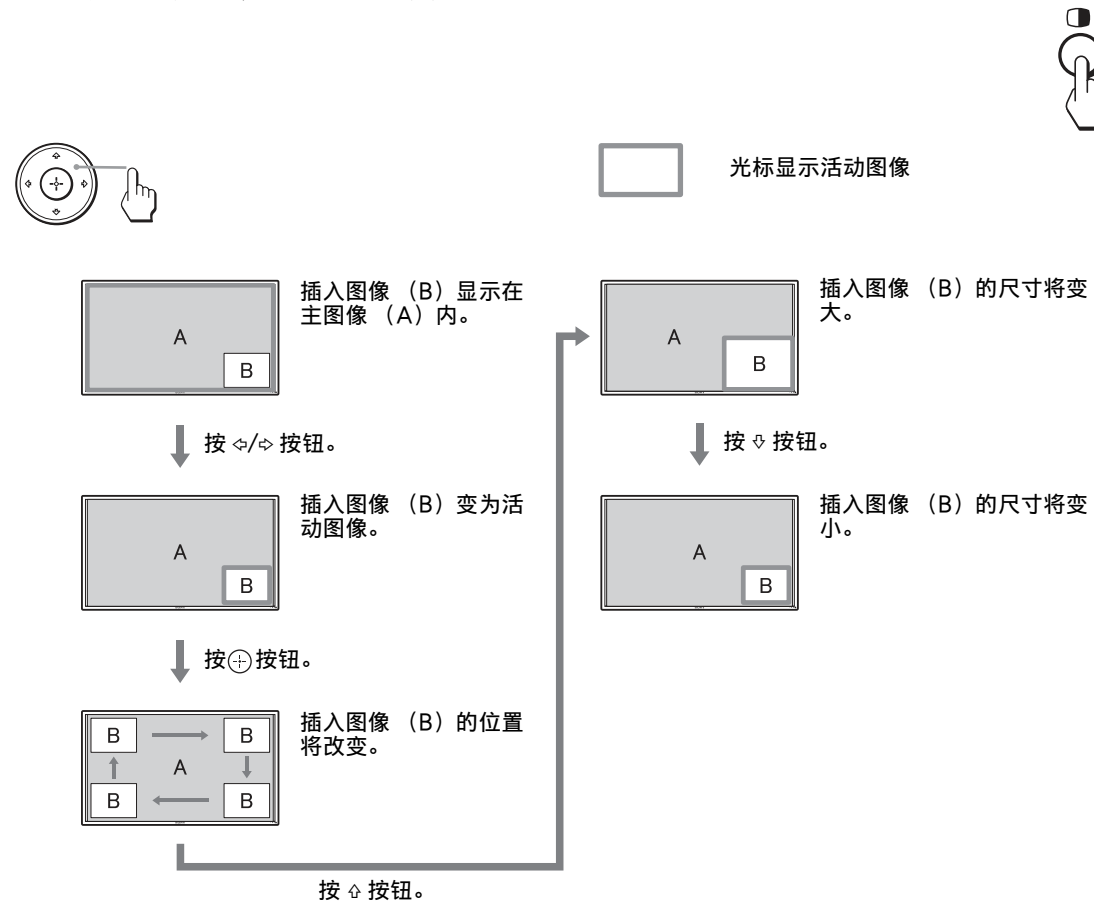 光标显示活动图像
插入图像 （B）显示在
主图像 （A）内。
A
B
按 ⇦/⇨ 按钮。
插入图像 （B）变为活
动图像。
A
B
按 按钮。
插入图像 （B）的位置
将改变。
B
B
A
B
B
按 ⇧ 按钮。
插入图像 （B）的尺寸将变
大。
A
B
按 ⇩ 按钮。
插入图像 （B）的尺寸将变
小。
A
B